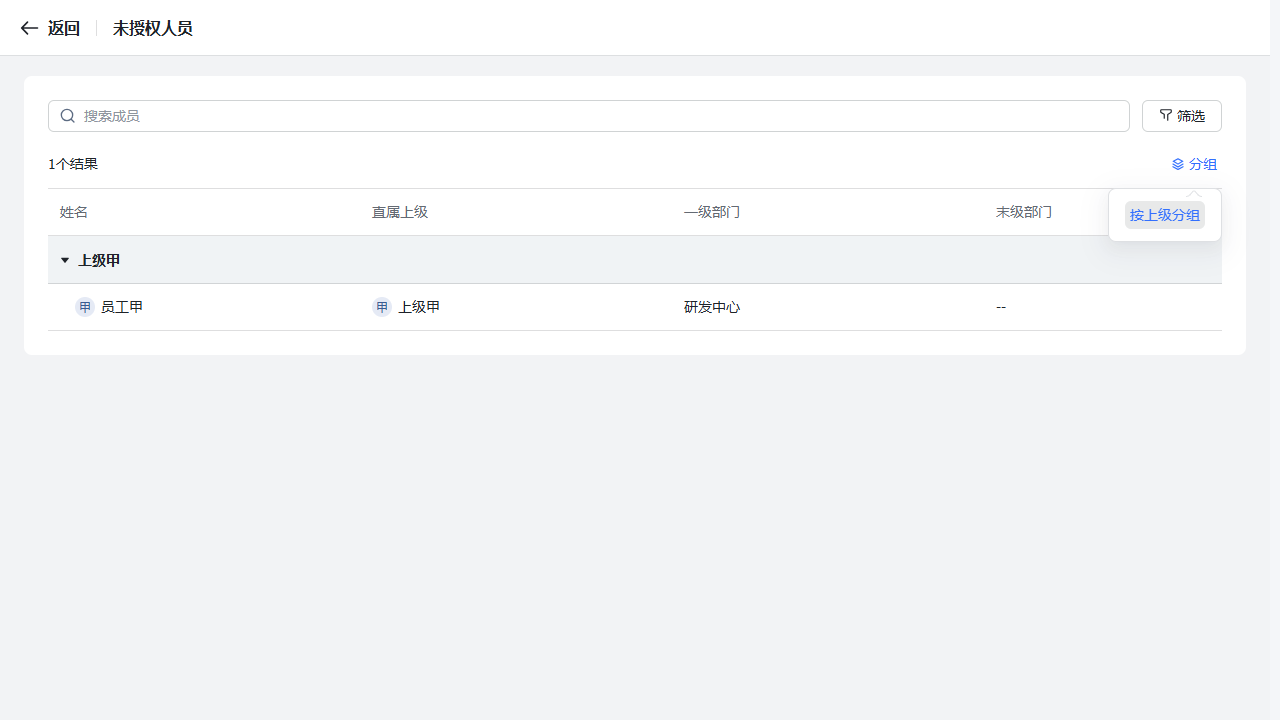 返回 未授权人员
搜索成员 筛选
1个结果 分组
姓名 直属上级 一级部门 末级部门
按上级分组
上级甲
甲 员工甲 甲 上级甲 研发中心 --